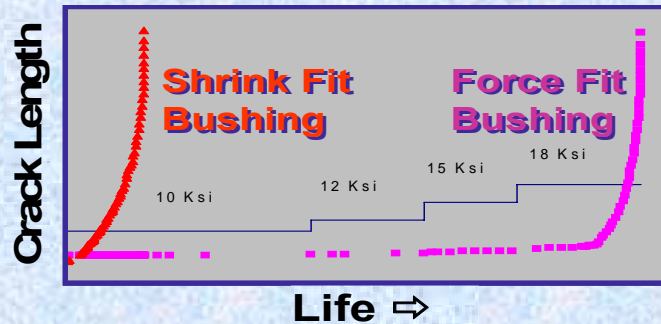 Crack Length
Shrink Fit
Bushing
Force Fit
Bushing
10 Ksi
12 Ksi
15 Ksi
18 Ksi
Life ⇨